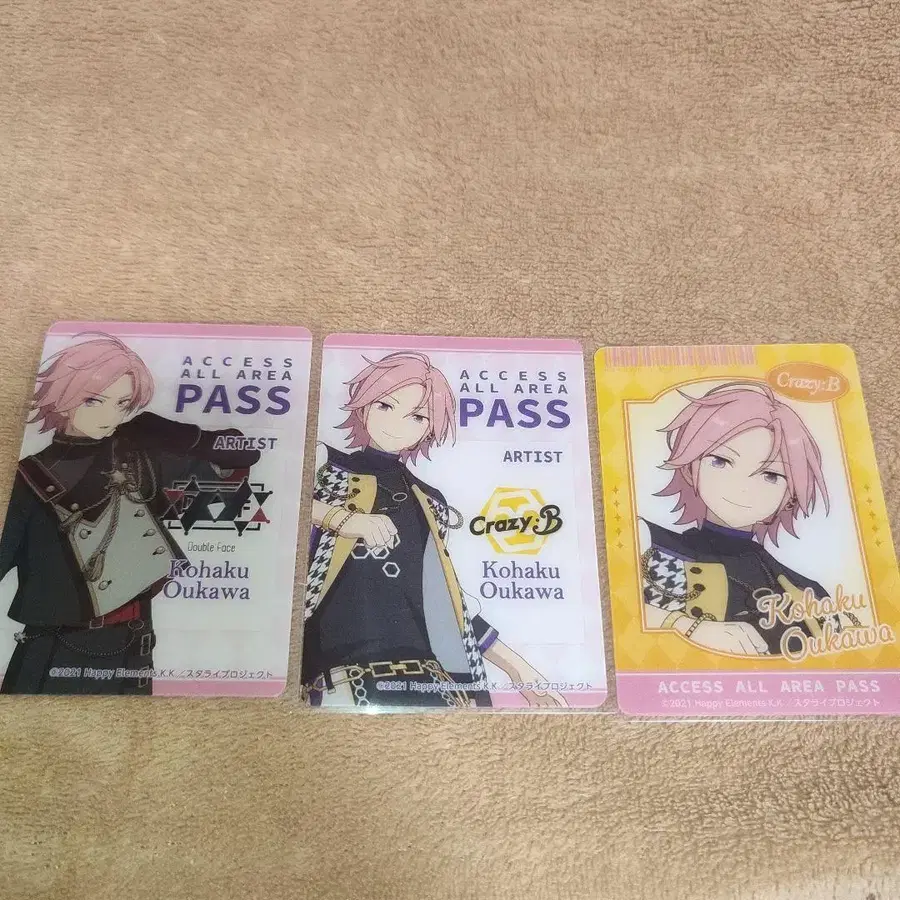 ACCESS
ALL AREA
PASS
ARTIST
Double Face
Kohaku
Oukawa
©2021 Happy Elements K.K／スタライプロジェクト
ACCESS
ALL AREA
PASS
ARTIST
Crazy:B
Kohaku
Oukawa
©2021 Happy Elements K.K／スタライプロジェクト
Crazy:B
Kohaku
Oukawa
ACCESS ALL AREA PASS
©2021 Happy Elements K.K／スタライプロジェクト